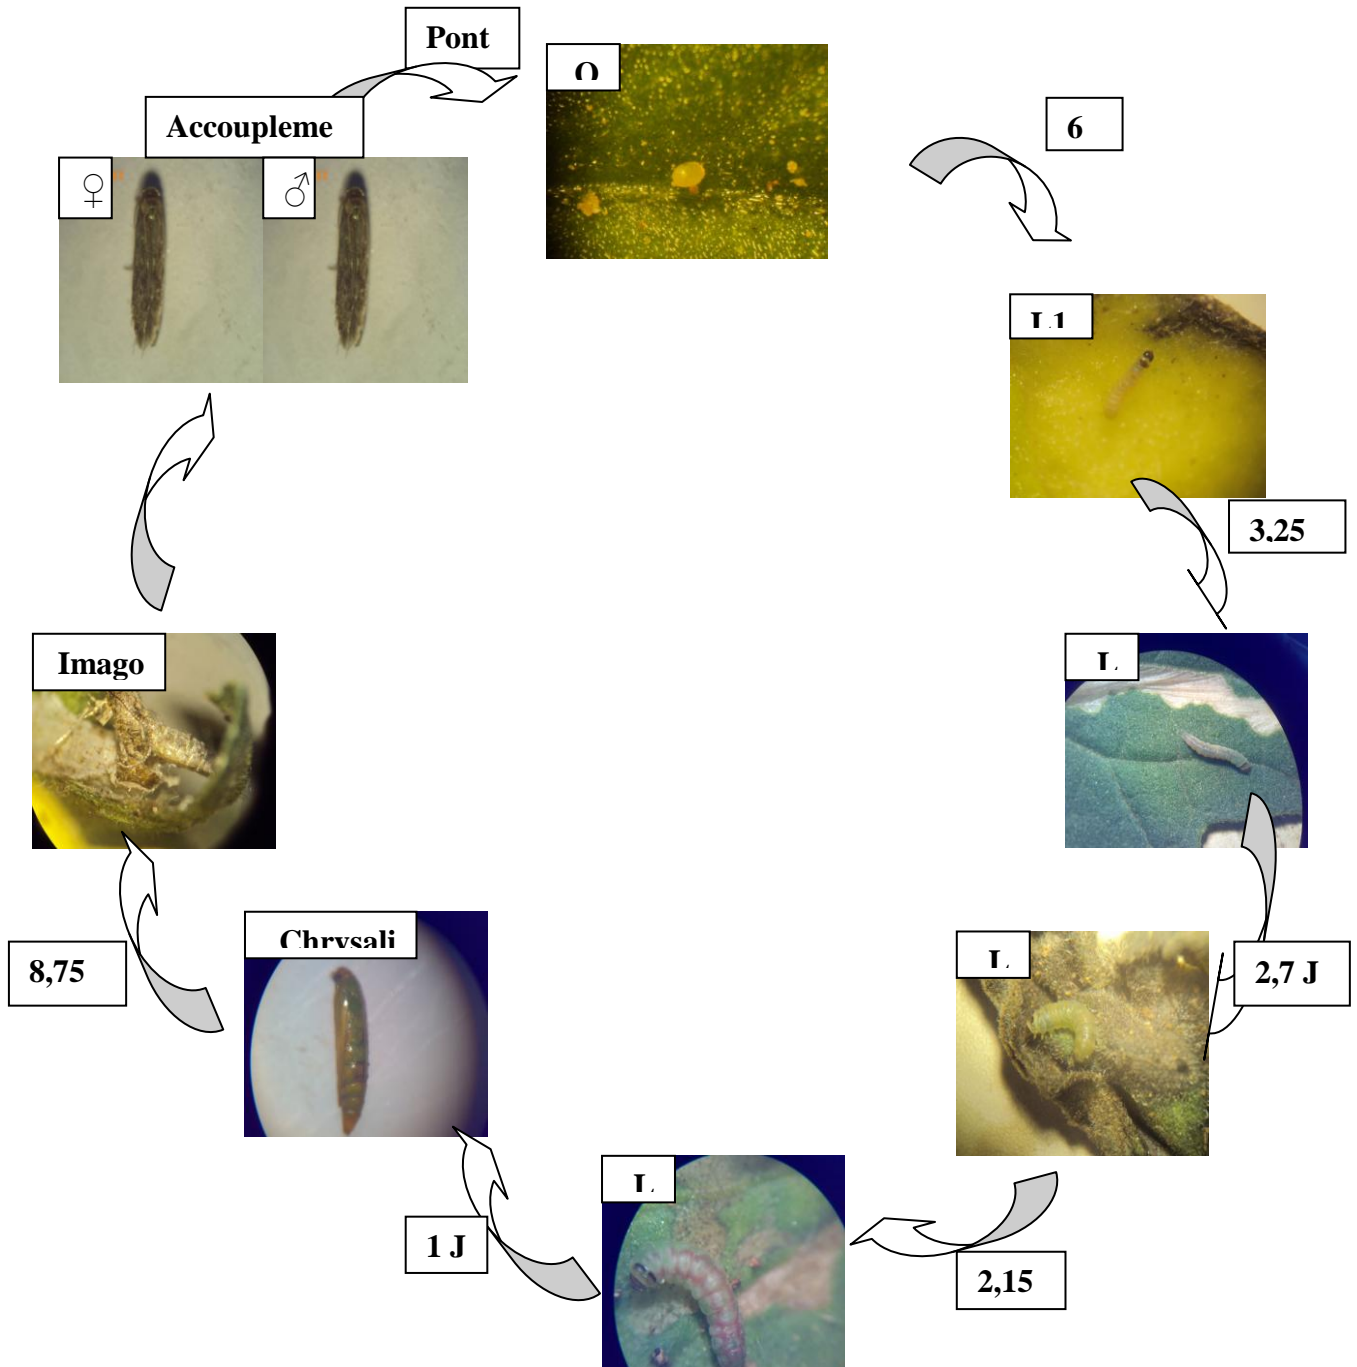 Pont
O
Accoupleme
♀
♂
6
L1
3,25
Imago
8,75
Chrysali
2,7 J
1 J
2,15